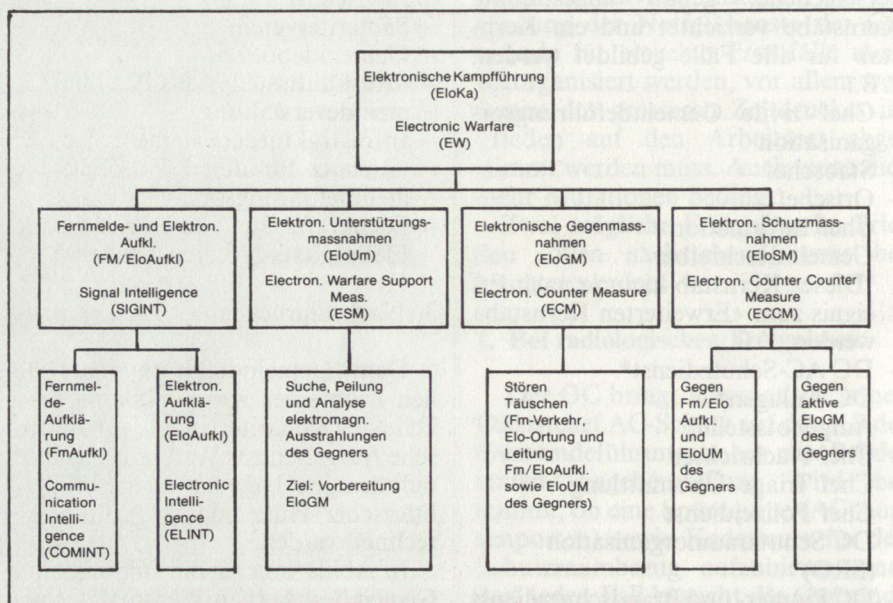 Elektronische Kampfführung
(EloKa)
Electronic Warfare
(EW)
Fernmelde- und Elektron.
Aufkl.
(FM/EloAufkl)
Signal Intelligence
(SIGINT)
Elektron. Unterstützungs-
massnahmen
(EloUm)
Electron. Warfare Support
Meas.
(ESM)
Elektronische Gegenmass-
nahmen
(EloGM)
Electron. Counter Measure
(ECM)
Elektron. Schutzmass-
nahmen
(EloSM)
Electron. Counter Counter
Measure
(ECCM)
Fernmel-
de-
Aufklä-
rung
(FmAufkl)
Commu-
nication
Intelli-
gence
(COMINT)
Elektron.
Aufklä-
rung
(EloAufkl)
Electronic
Intelli-
gence
(ELINT)
Suche, Peilung
und Analyse
elektromagn.
Ausstrahlungen
des Gegners
Ziel: Vorbereitung
EloGM
Stören
Täuschen
(Fm-Verkehr,
Elo-Ortung und
Leitung
Fm/EloAufkl.
sowie EloUM
des Gegners)
Gegen
Fm/Elo
Aufkl.
und
EloUM
des
Gegners
Gegen
aktive
EloGM
des
Gegners